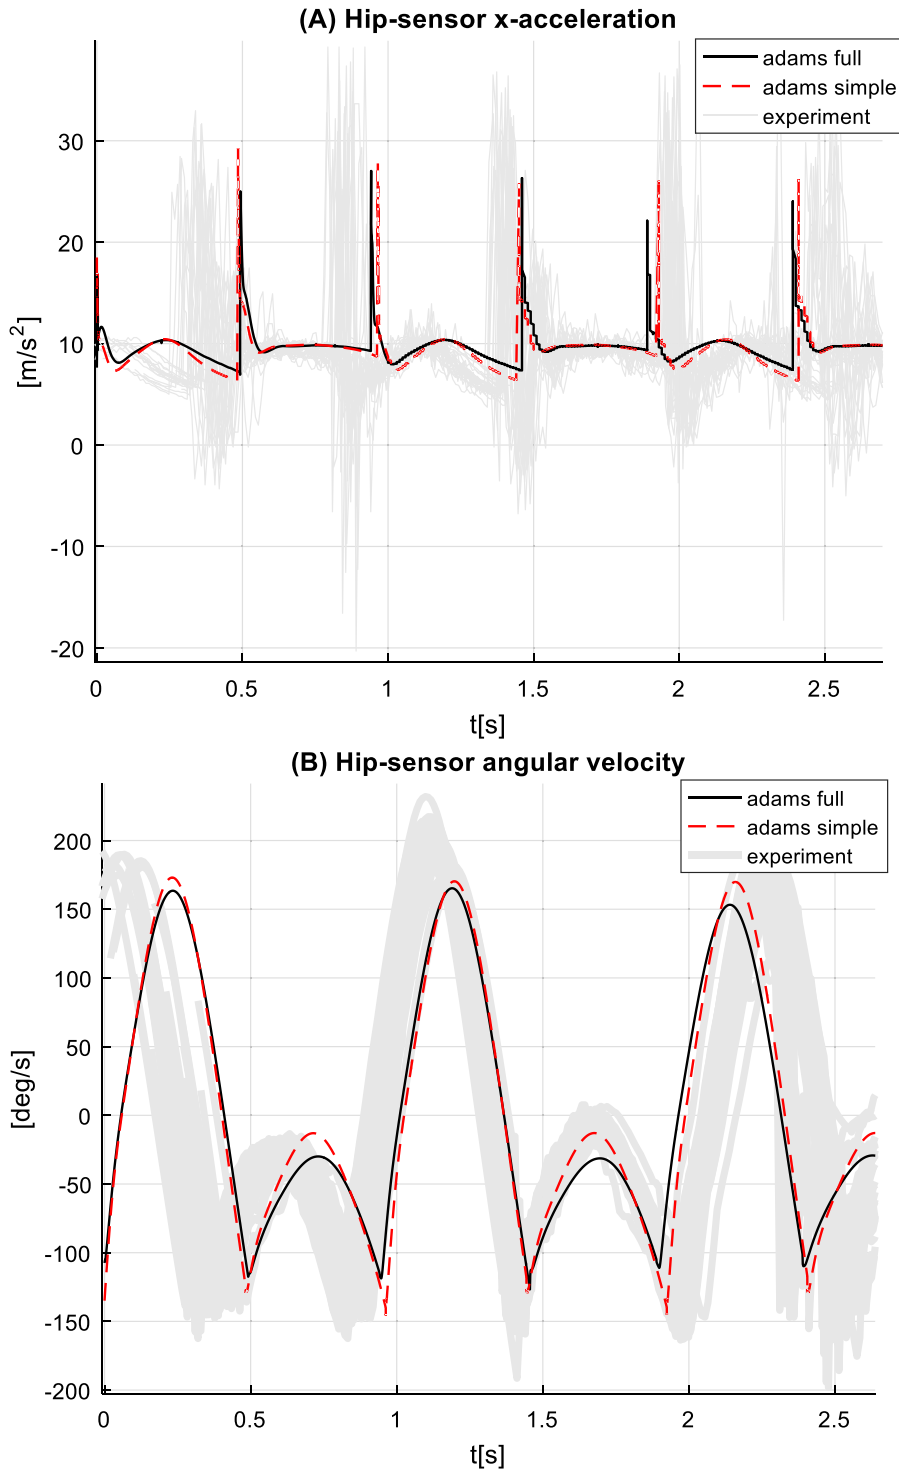 (A) Hip-sensor x-acceleration
adams full
adams simple
experiment
30
20
10
0
-10
-20
[m/s²]
0 0.5 1 1.5 2 2.5
t[s]
(B) Hip-sensor angular velocity
adams full
adams simple
experiment
200
150
100
50
0
-50
-100
-150
-200
[deg/s]
0 0.5 1 1.5 2 2.5
t[s]